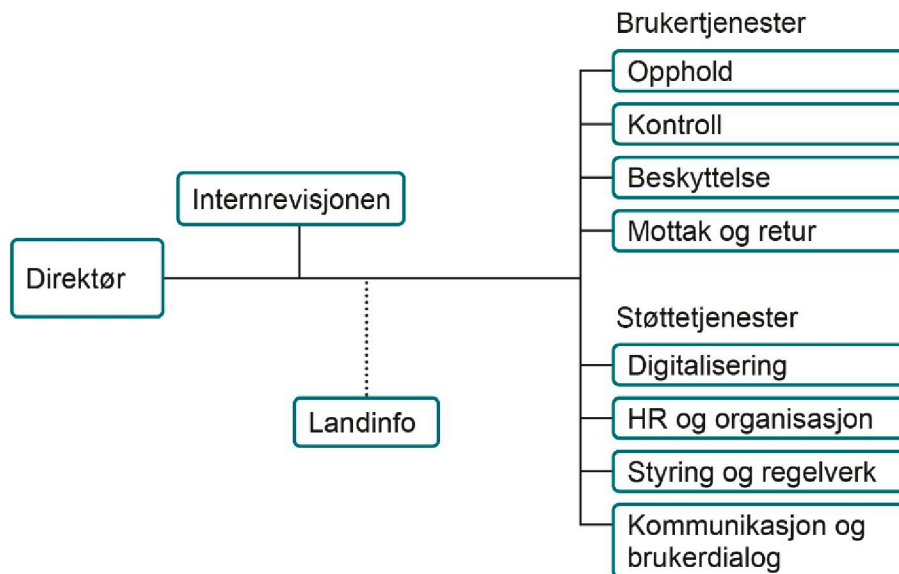 Brukertjenester
Opphold
Kontroll
Beskyttelse
Mottak og retur
Internrevisjonen
Direktør
Landinfo
Støttetjenester
Digitalisering
HR og organisasjon
Styring og regelverk
Kommunikasjon og
brukerdialog